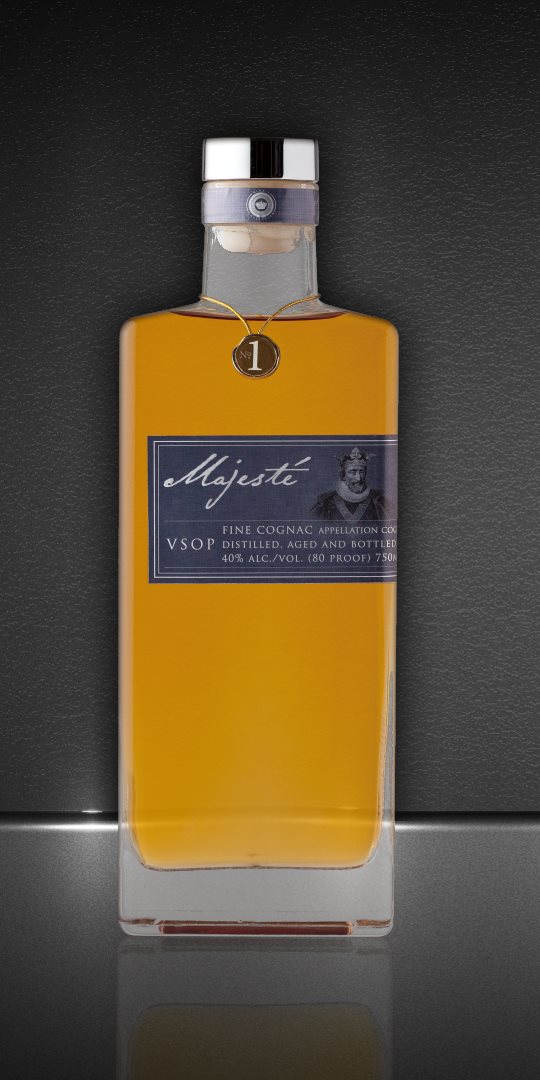 № 1
Majesté
VSOP
FINE COGNAC APPELLATION
DISTILLED, AGED AND BOTTLED
40% ALC./VOL. (80 PROOF)